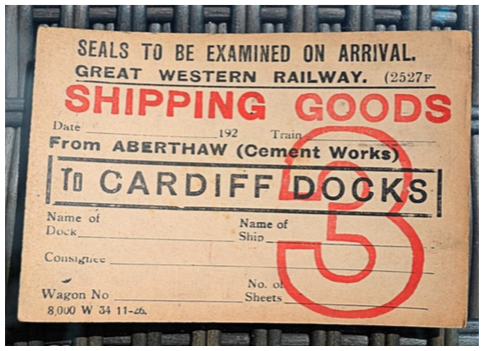 SEALS TO BE EXAMINED ON ARRIVAL.
GREAT WESTERN RAILWAY. (2527F
SHIPPING GOODS
Date 192 Train
From ABERTHAW (Cement Works)
To CARDIFF DOCKS
3
Name of Dock Name of Ship
Consignee
Wagon No No. of Sheets
8,000 W 34 11-26.